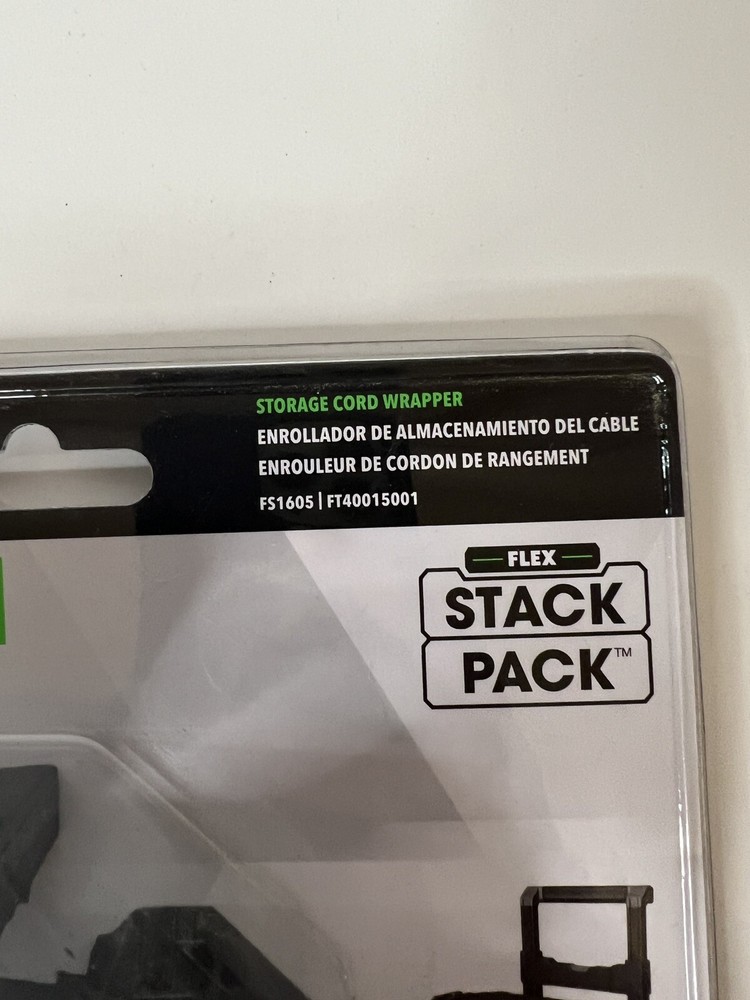 STORAGE CORD WRAPPER
ENROLLADOR DE ALMACENAMIENTO DEL CABLE
ENROULEUR DE CORDON DE RANGEMENT
FS1605 | FT40015001
FLEX
STACK
PACK™